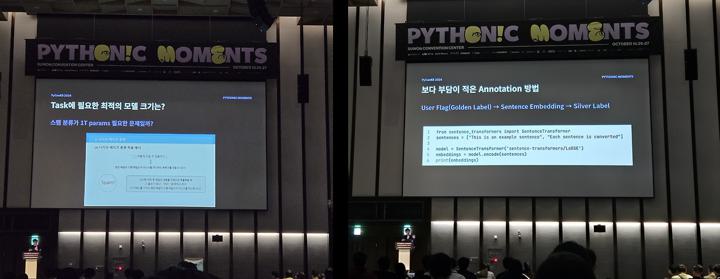 PYTHON!C MOMENTS
SUWON CONVENTION CENTER
OCTOBER 10.26-27
PyConKR 2024
PYTHONIC MOMENTS
Task에 필요한 최적의 모델 크기는?
스팸 분류가 1T params 필요한 문제일까?
Spam?
PYTHON!C MOMENTS
SUWON CONVENTION CENTER
OCTOBER 10.26-27
PyConKR 2024
PYTHONIC MOMENTS
보다 부담이 적은 Annotation 방법
User Flag(Golden Label) → Sentence Embedding → Silver Label
1 from sentence_transformers import SentenceTransformer
2 sentences = ["This is an example sentence", "Each sentence is converted"]
3
4 model = SentenceTransformer('sentence-transformers/LaBSE')
5 embeddings = model.encode(sentences)
6 print(embeddings)